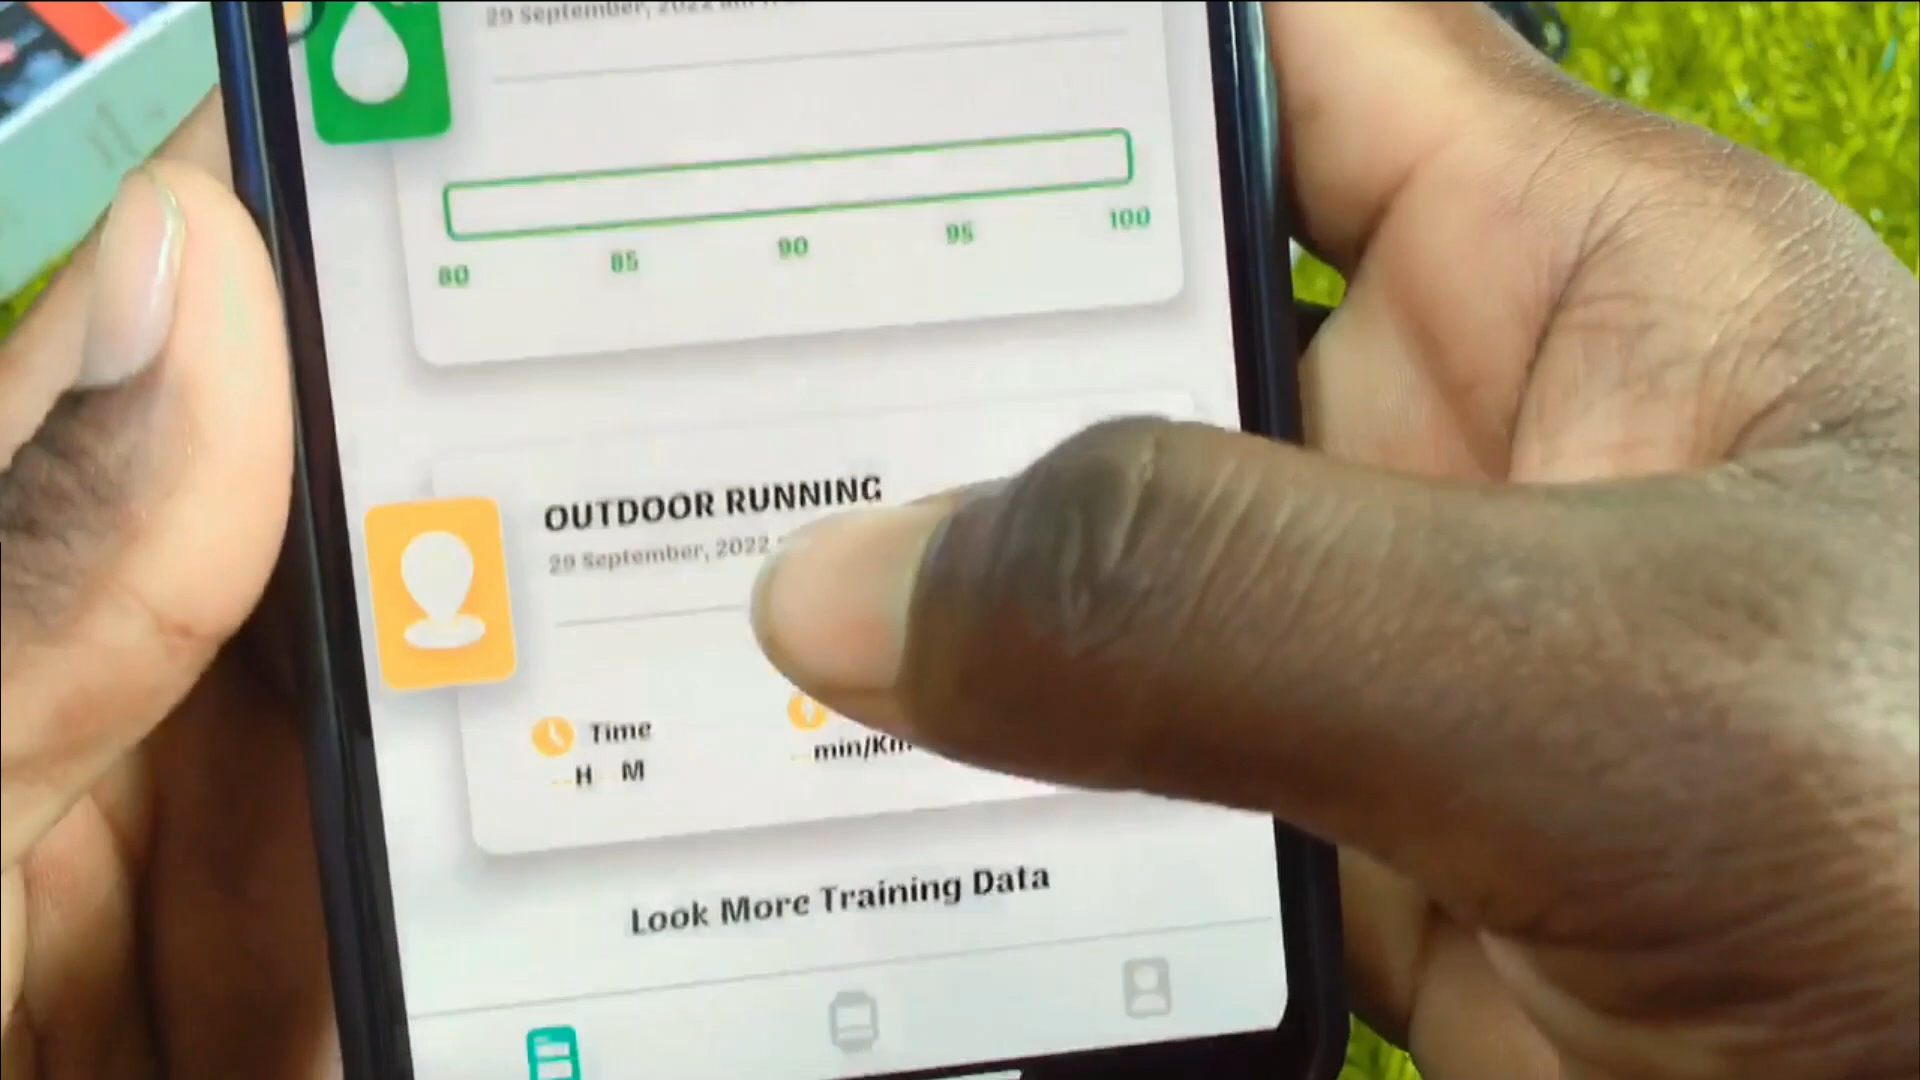 29 September, 2022
80 85 90 95 100
OUTDOOR RUNNING
29 September, 2022
Time
--H M
--min/Km
Look More Training Data